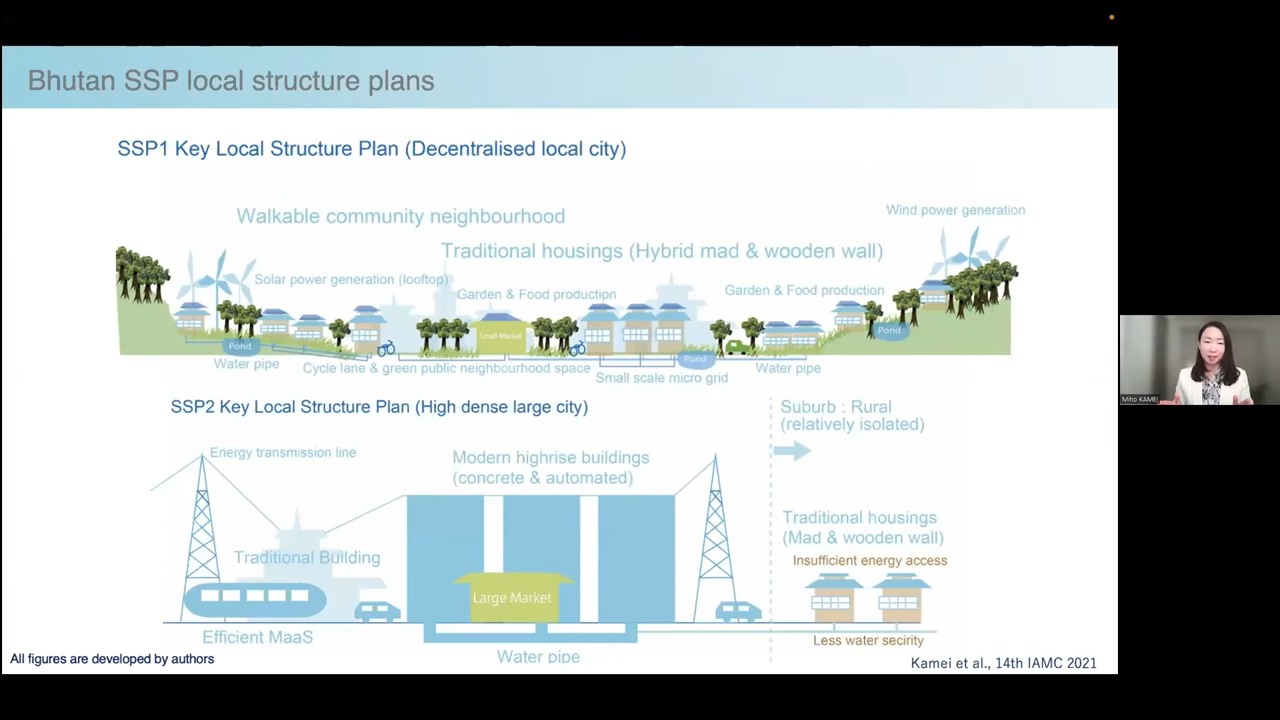 Bhutan SSP local structure plans
SSP1 Key Local Structure Plan (Decentralised local city)
Walkable community neighbourhood
Wind power generation
Traditional housings (Hybrid mad & wooden wall)
Solar power generation (looftop)
Garden & Food production
Garden & Food production
Small Market
Pond
Pond
Pond
Water pipe
Cycle lane & green public neighbourhood space
Small scale micro grid
Water pipe
SSP2 Key Local Structure Plan (High dense large city)
Suburb : Rural
(relatively isolated)
Energy transmission line
Modern highrise buildings
(concrete & automated)
Traditional housings
(Mad & wooden wall)
Traditional Building
Insufficient energy access
Large Market
Efficient MaaS
Less water secirity
Water pipe
All figures are developed by authors
Kamei et al., 14th IAMC 2021
Miho KAMEI